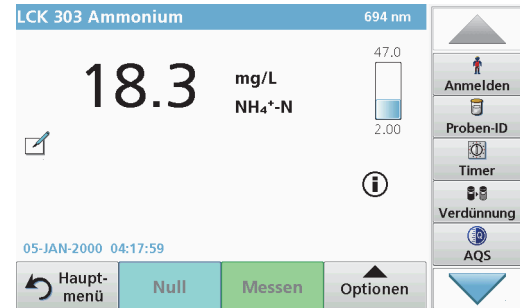 LCK 303 Ammonium 694 nm
47.0
18.3 mg/L
NH₄⁺-N
2.00
05-JAN-2000 04:17:59
Haupt-
menü
Null
Messen
Optionen
Anmelden
Proben-ID
Timer
Verdünnung
AQS